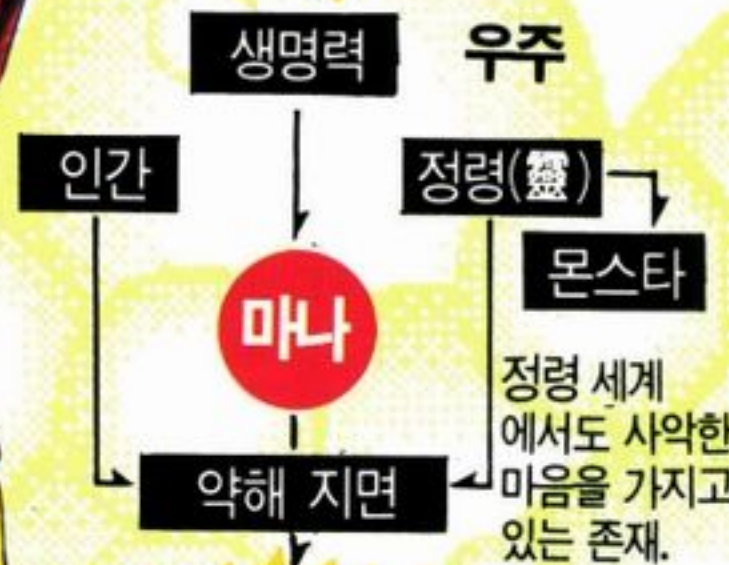 생명력 우주
인간
정령(靈)
몬스타
마나
정령 세계
에서도 사악한
마음을 가지고
있는 존재.
약해 지면